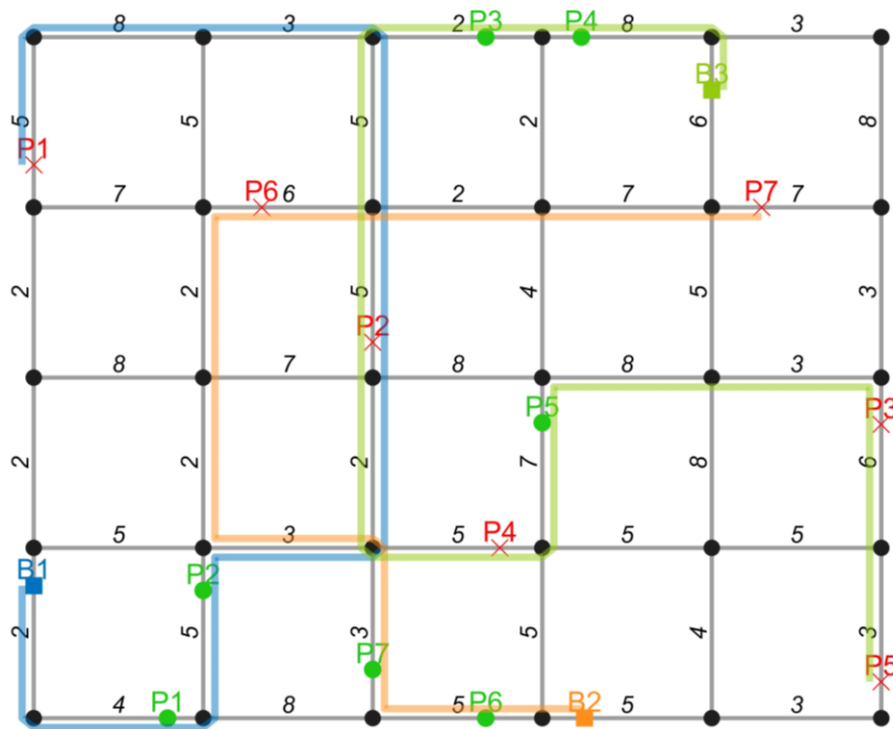 8 3 2 P3 P4 8 3
B3
5 5 5 2 6 8
P1
7 P6 6 2 7 P7 7
2 2 5 4 5 3
P2
8 7 8 8 3
P5 P3
2 2 2 7 8 6
5 3 5 P4 5 5
B1 P2
2 5 3 5 4 3
P7 P5
4 P1 8 5 P6 B2 5 3